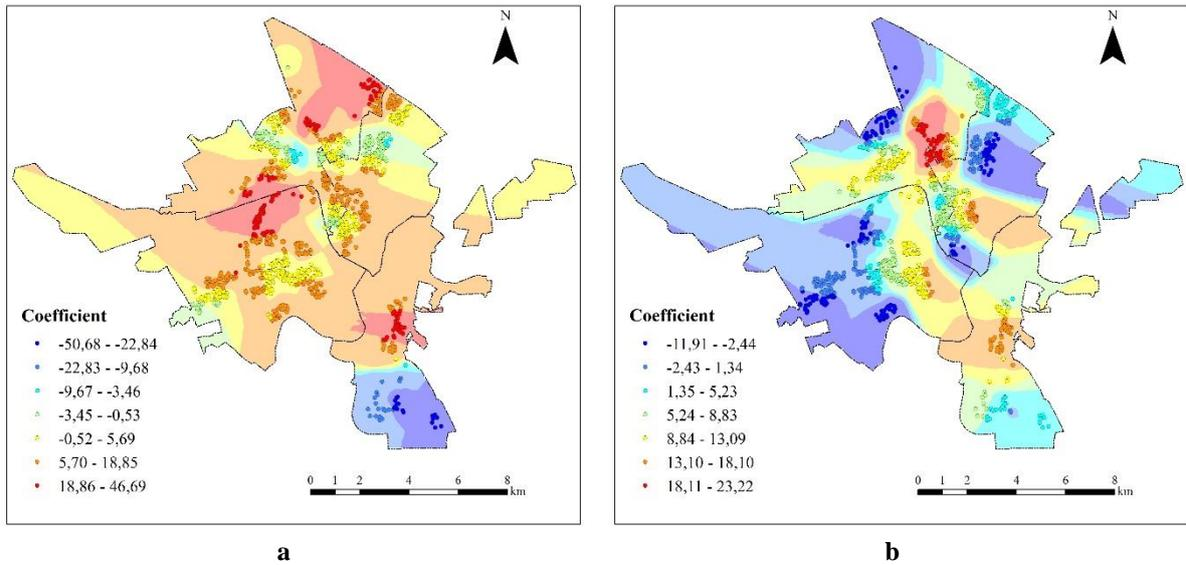 N
Coefficient
-50,68 - -22,84
-22,83 - -9,68
-9,67 - -3,46
-3,45 - -0,53
-0,52 - 5,69
5,70 - 18,85
18,86 - 46,69
0 1 2 4 6 8
km
a
N
Coefficient
-11,91 - -2,44
-2,43 - 1,34
1,35 - 5,23
5,24 - 8,83
8,84 - 13,09
13,10 - 18,10
18,11 - 23,22
0 1 2 4 6 8
km
b